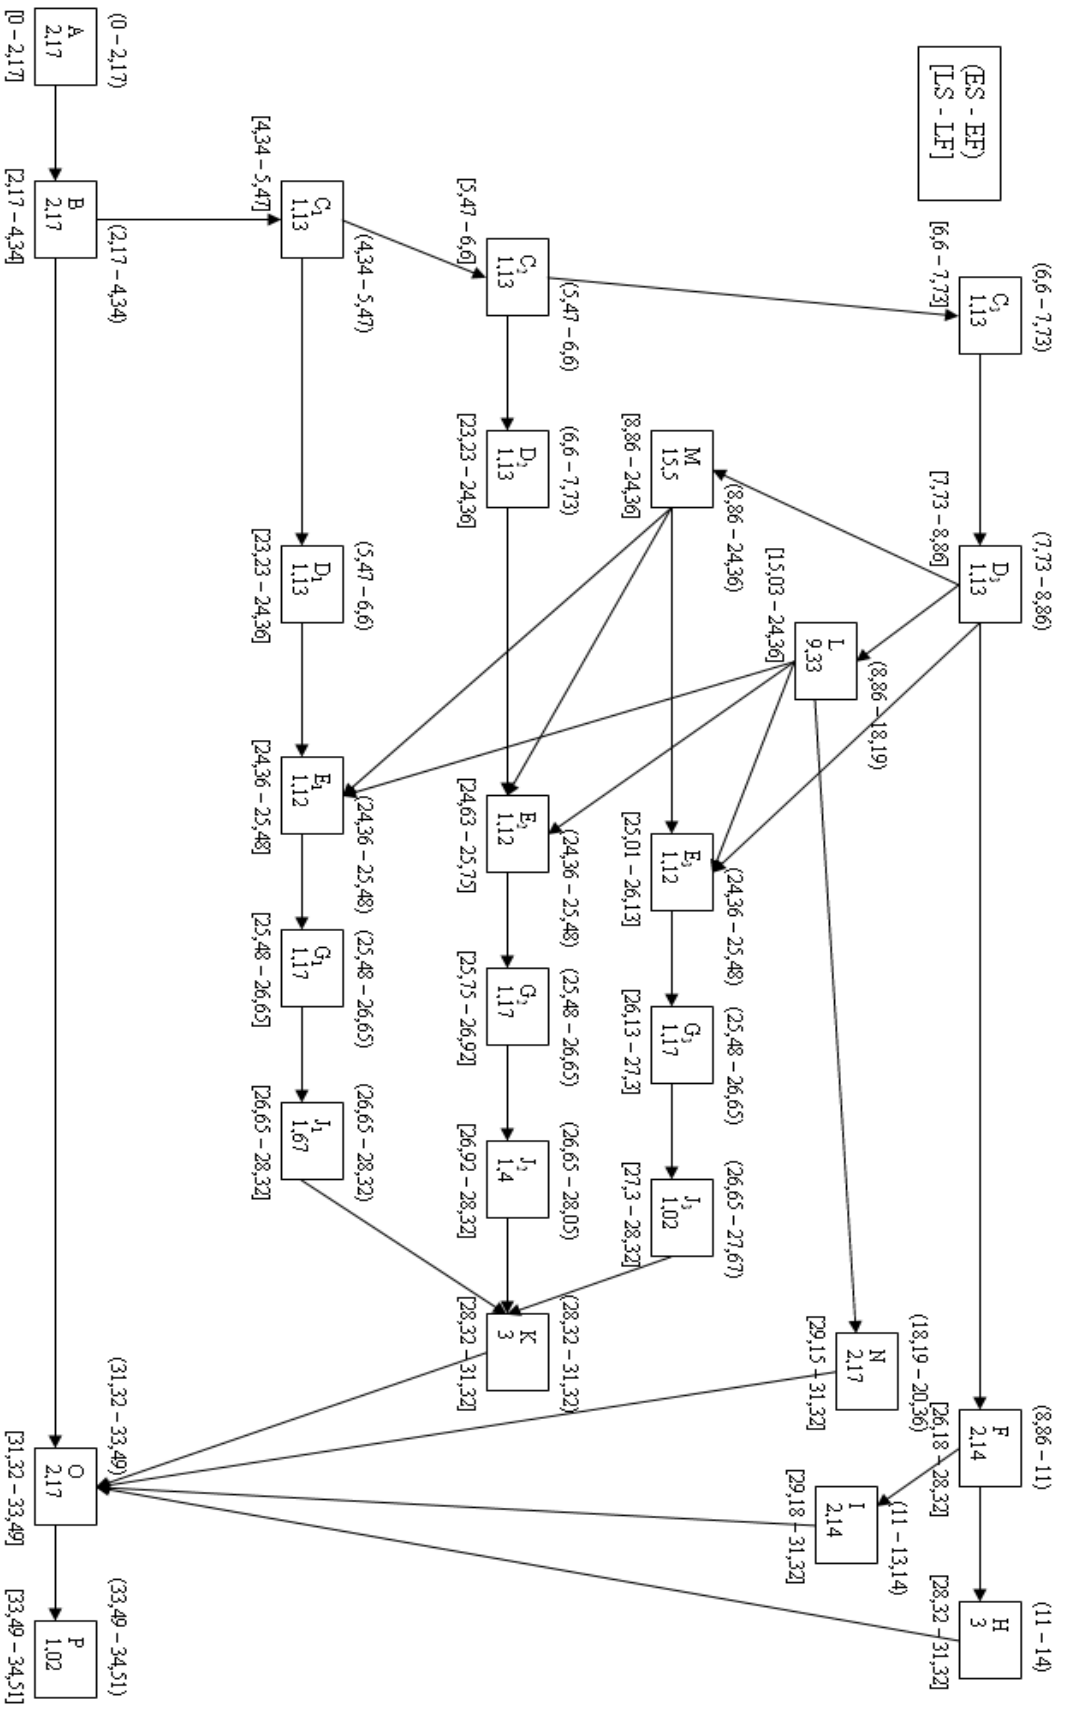 (ES - EF)
[LS - LF]
(6,6 – 7,73)
C₃
1,13
[6,6 – 7,73]
(7,73 – 8,86)
D₃
1,13
[7,73 – 8,86]
(8,86 – 11)
F
2,14
[26,18 – 28,32]
(11 – 14)
H
3
[28,32 – 31,32]
(11 – 13,14)
I
2,14
[29,18 – 31,32]
(18,19 – 20,36)
N
2,17
[29,15 – 31,32]
(8,86 – 18,19)
L
9,33
[15,03 – 24,36]
(8,86 – 24,36)
M
15,5
[8,86 – 24,36]
(24,36 – 25,48)
E₃
1,12
[25,01 – 26,13]
(25,48 – 26,65)
G₃
1,17
[26,13 – 27,3]
(26,65 – 27,67)
J₃
1,02
[27,3 – 28,32]
(5,47 – 6,6)
C₂
1,13
[5,47 – 6,6]
(6,6 – 7,73)
D₂
1,13
[23,23 – 24,36]
(24,36 – 25,48)
E₂
1,12
[24,63 – 25,75]
(25,48 – 26,65)
G₂
1,17
[25,75 – 26,92]
(26,65 – 28,05)
J₂
1,4
[26,92 – 28,32]
(28,32 – 31,32)
K
3
[28,32 – 31,32]
(4,34 – 5,47)
C₁
1,13
[4,34 – 5,47]
(5,47 – 6,6)
D₁
1,13
[23,23 – 24,36]
(24,36 – 25,48)
E₁
1,12
[24,36 – 25,48]
(25,48 – 26,65)
G₁
1,17
[25,48 – 26,65]
(26,65 – 28,32)
J₁
1,67
[26,65 – 28,32]
(0 – 2,17)
A
2,17
[0 – 2,17]
(2,17 – 4,34)
B
2,17
[2,17 – 4,34]
(31,32 – 33,49)
O
2,17
[31,32 – 33,49]
(33,49 – 34,51)
P
1,02
[33,49 – 34,51]